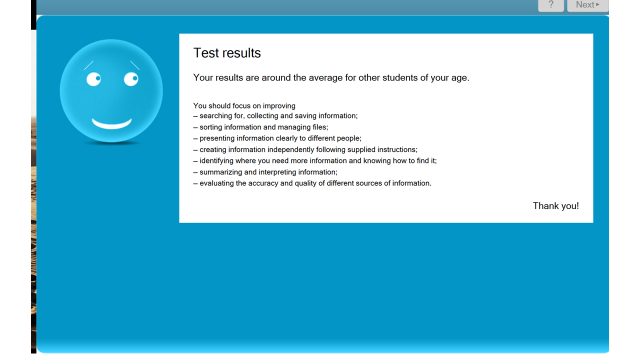 ?
Next
Test results
Your results are around the average for other students of your age.
You should focus on improving
– searching for, collecting and saving information;
– sorting information and managing files;
– presenting information clearly to different people;
– creating information independently following supplied instructions;
– identifying where you need more information and knowing how to find it;
– summarizing and interpreting information;
– evaluating the accuracy and quality of different sources of information.
Thank you!